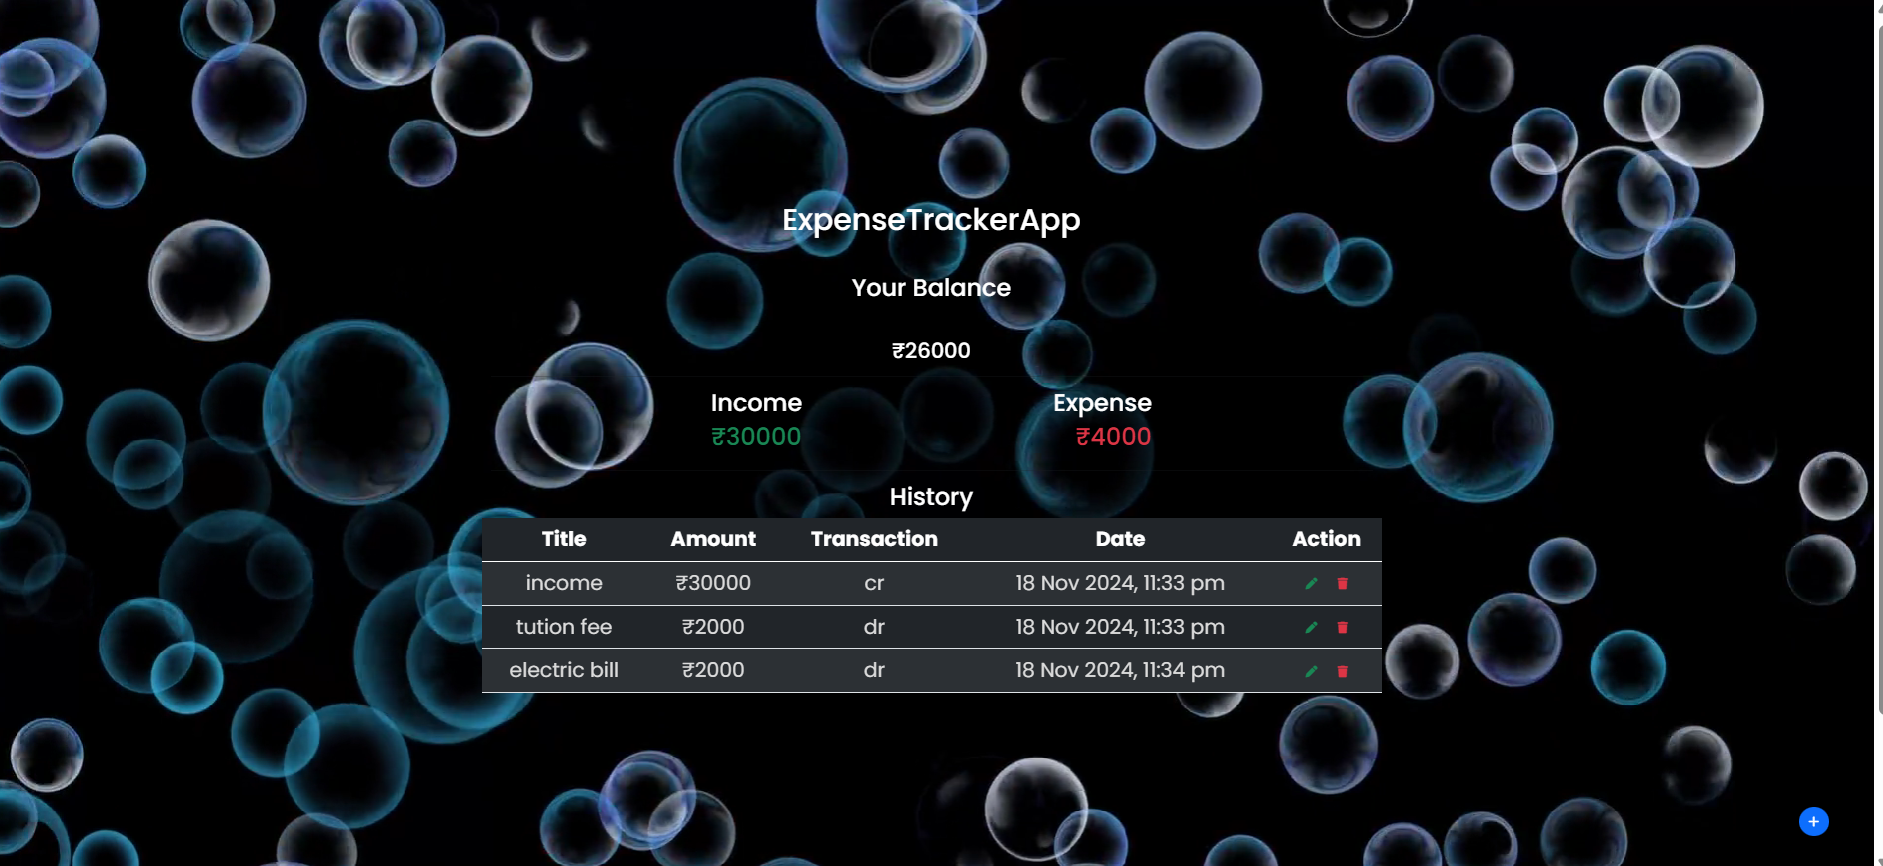 ExpenseTrackerApp
Your Balance
₹26000
Income Expense
₹30000 ₹4000
History
Title Amount Transaction Date Action
income ₹30000 cr 18 Nov 2024, 11:33 pm
tution fee ₹2000 dr 18 Nov 2024, 11:33 pm
electric bill ₹2000 dr 18 Nov 2024, 11:34 pm
+